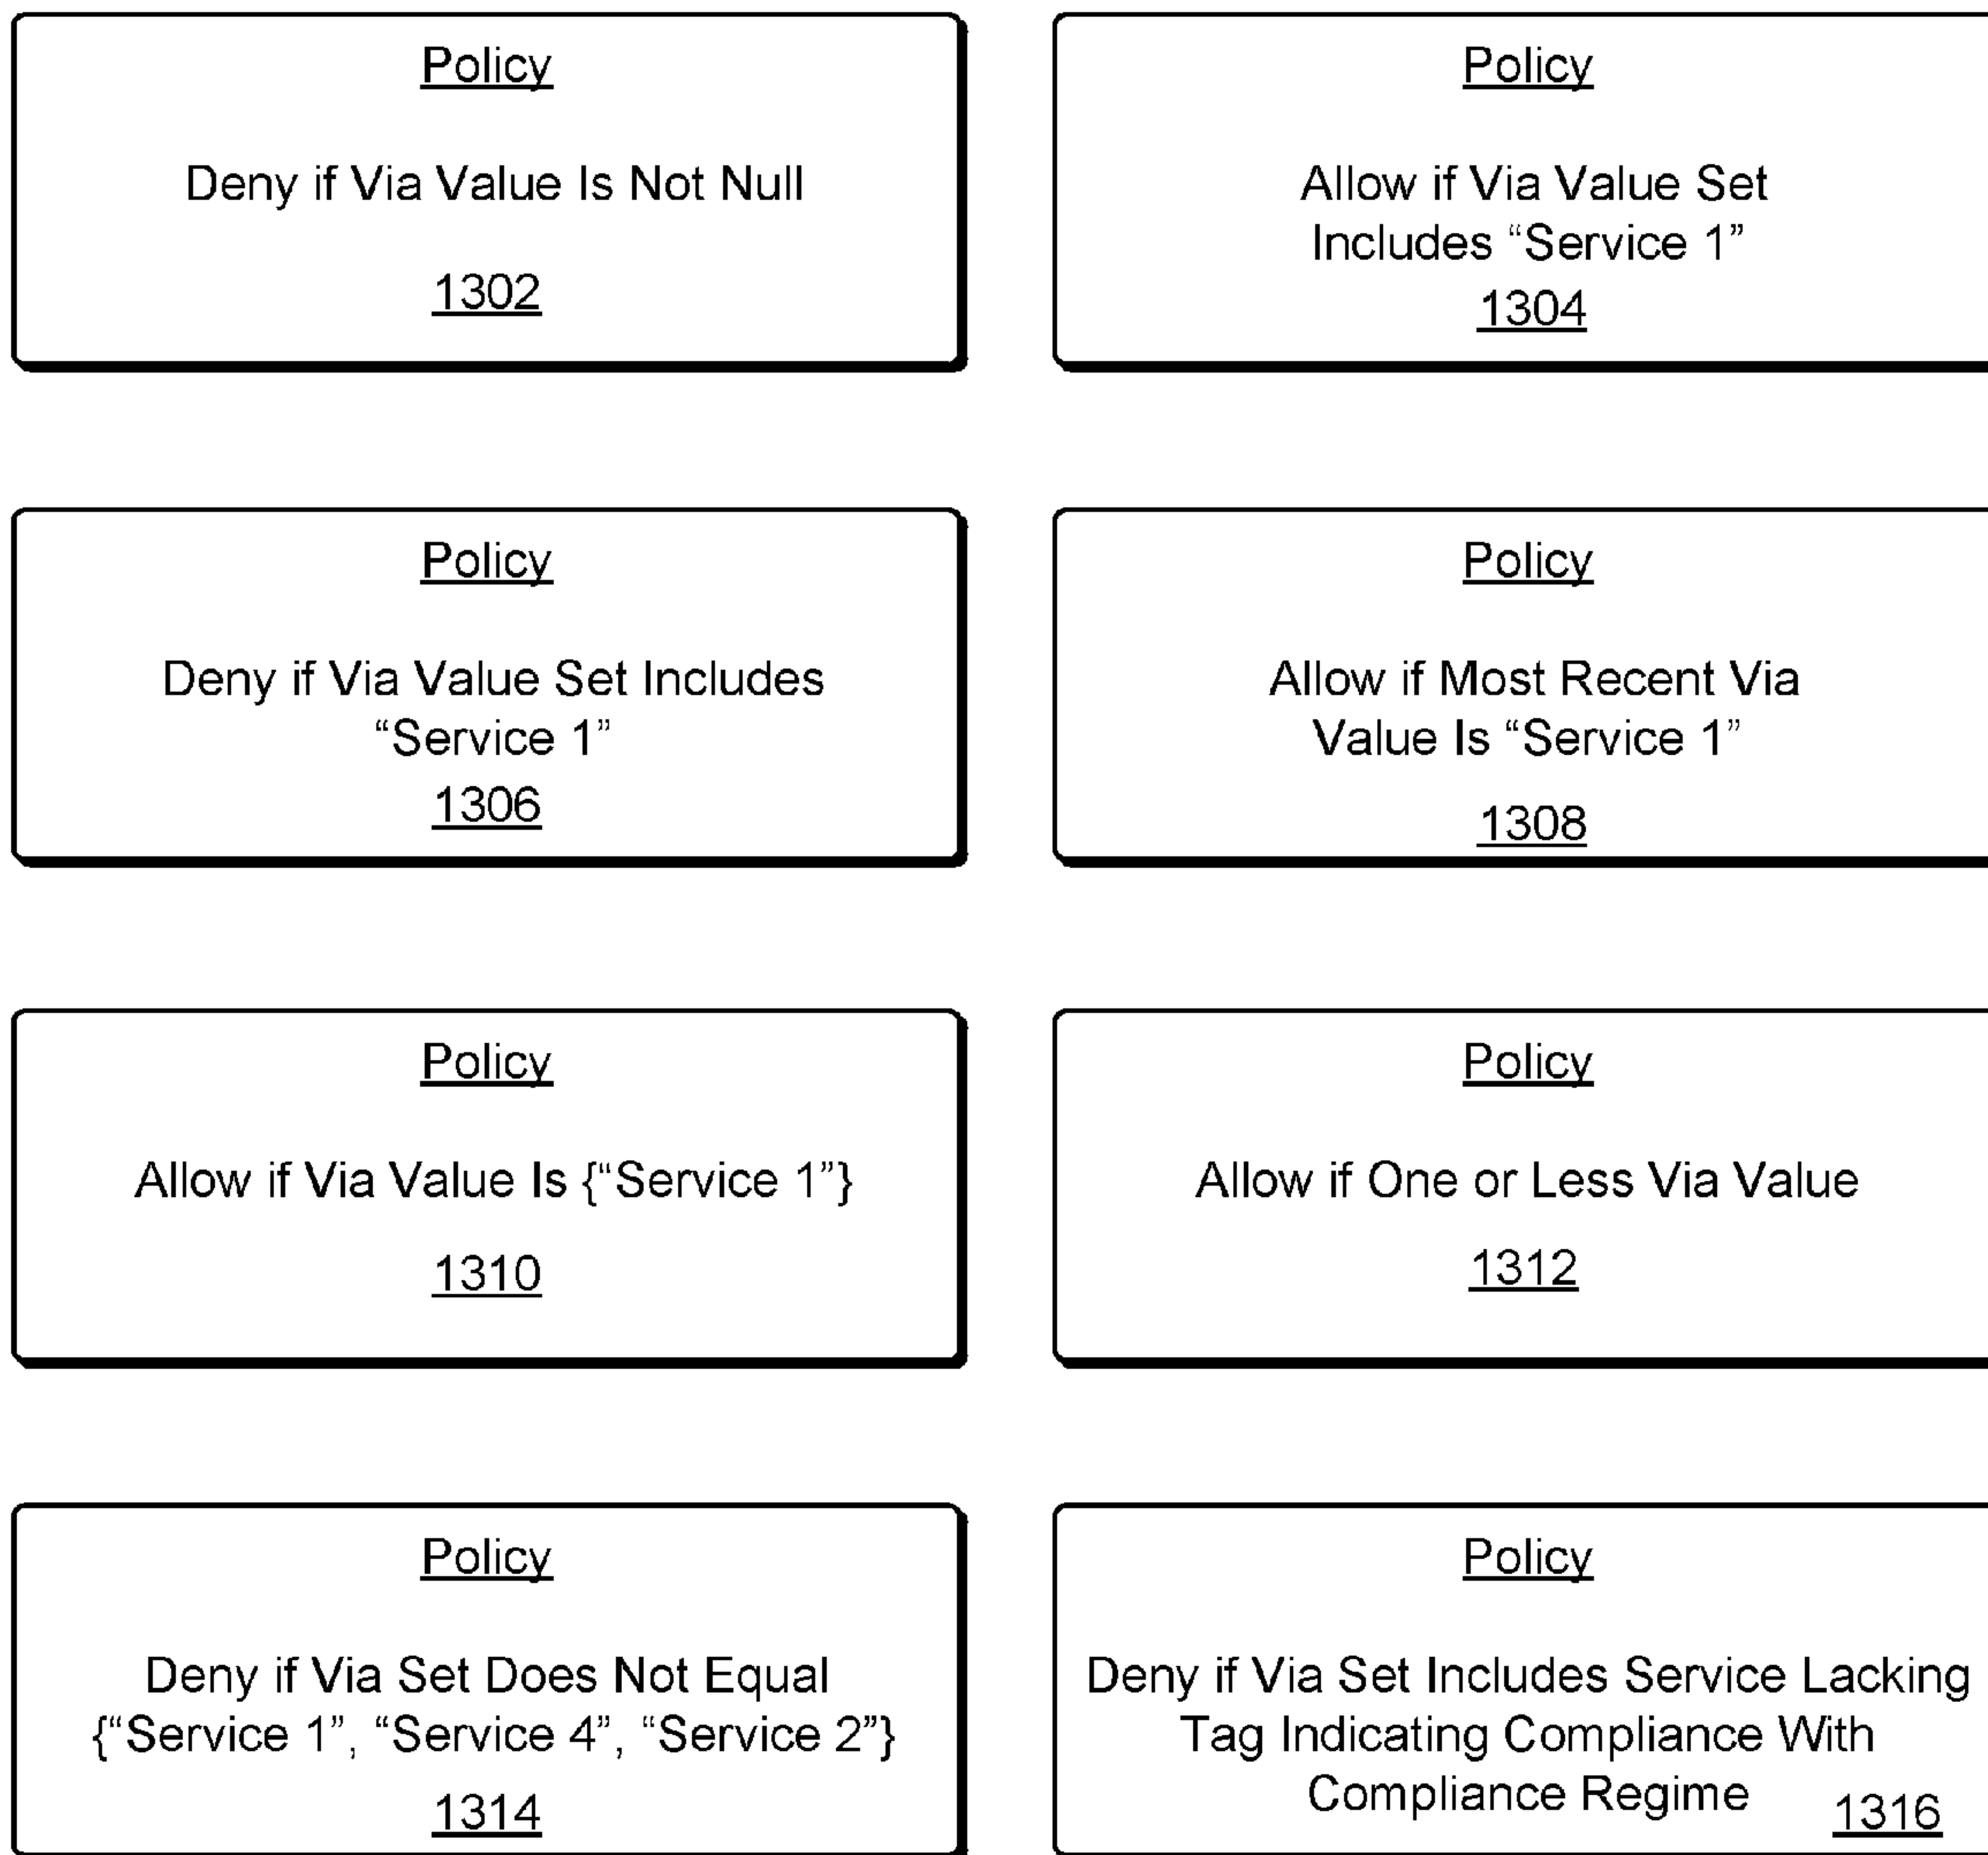 Policy
Deny if Via Value Is Not Null
1302
Policy
Allow if Via Value Set
Includes “Service 1”
1304
Policy
Deny if Via Value Set Includes
“Service 1”
1306
Policy
Allow if Most Recent Via
Value Is “Service 1”
1308
Policy
Allow if Via Value Is {“Service 1”}
1310
Policy
Allow if One or Less Via Value
1312
Policy
Deny if Via Set Does Not Equal
{“Service 1”, “Service 4”, “Service 2”}
1314
Policy
Deny if Via Set Includes Service Lacking
Tag Indicating Compliance With
Compliance Regime
1316